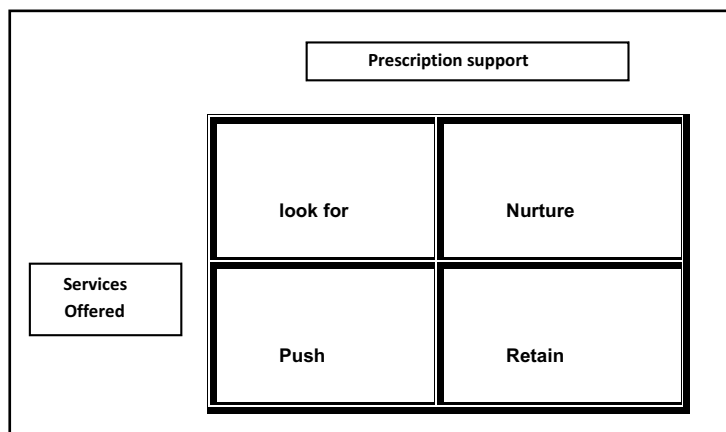 Prescription support
look for
Nurture
Services
Offered
Push
Retain